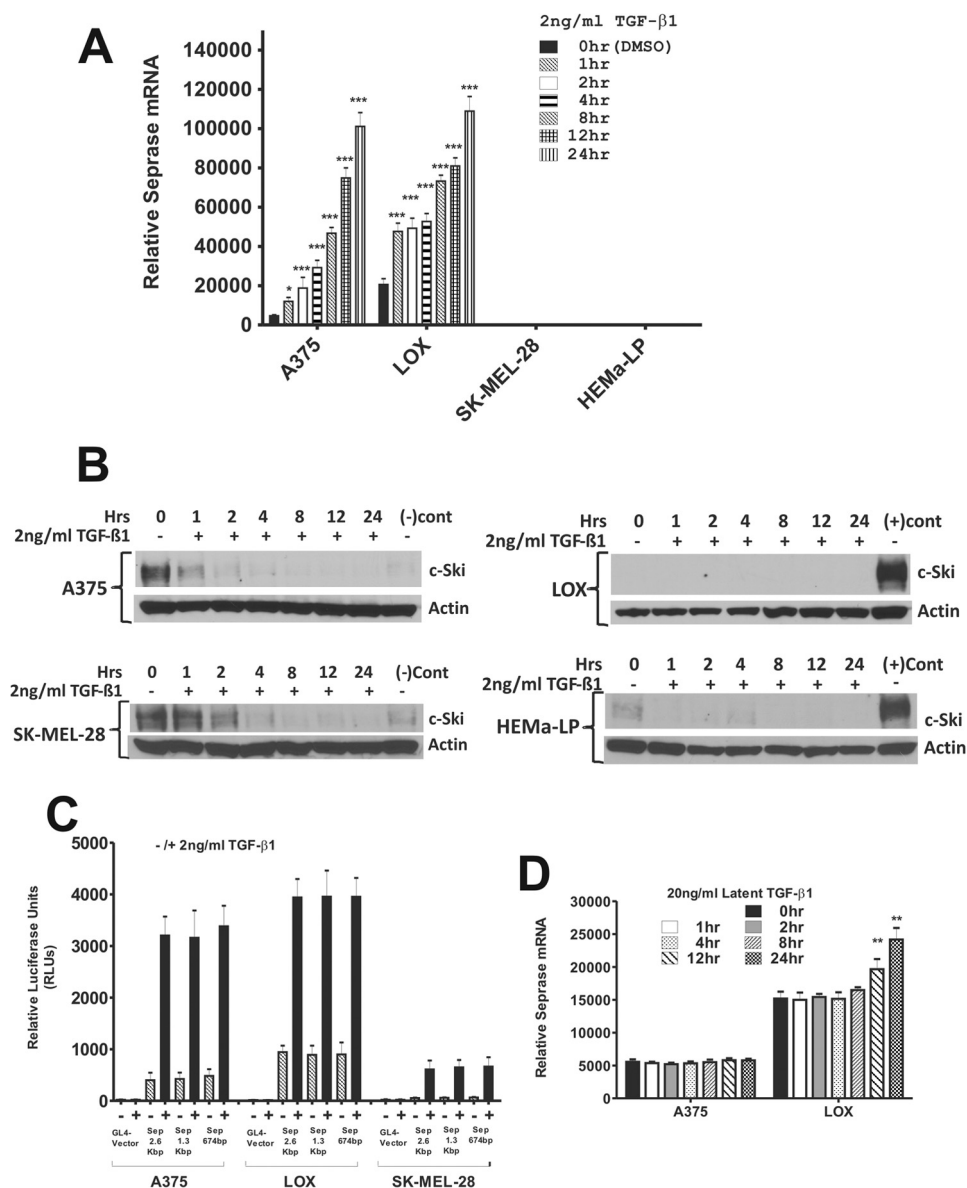 A
2ng/ml TGF-β1
0hr(DMSO)
1hr
2hr
4hr
8hr
12hr
24hr
Relative Seprase mRNA
140000
120000
100000
80000
60000
40000
20000
0
*
***
***
***
***
***
***
***
***
***
***
***
A375
LOX
SK-MEL-28
HEMa-LP
B
Hrs 0 1 2 4 8 12 24 (-)cont
2ng/ml TGF-ß1 - + + + + + + -
A375
c-Ski
Actin
Hrs 0 1 2 4 8 12 24 (+)cont
2ng/ml TGF-ß1 - + + + + + + -
LOX
c-Ski
Actin
Hrs 0 1 2 4 8 12 24 (-)Cont
2ng/ml TGF-ß1 - + + + + + + -
SK-MEL-28
c-Ski
Actin
Hrs 0 1 2 4 8 12 24 (+)Cont
2ng/ml TGF-ß1 - + + + + + + -
HEMa-LP
c-Ski
Actin
C
- /+ 2ng/ml TGF-β1
Relative Luciferase Units
(RLUs)
5000
4000
3000
2000
1000
0
- + - + - + - + - + - + - + - + - + - + - + - +
GL4-Vector Sep 2.6 Kbp Sep 1.3 Kbp Sep 674bp GL4-Vector Sep 2.6 Kbp Sep 1.3 Kbp Sep 674bp GL4-Vector Sep 2.6 Kbp Sep 1.3 Kbp Sep 674bp
A375 LOX SK-MEL-28
D
20ng/ml Latent TGF-β1
0hr
1hr 2hr
4hr 8hr
12hr 24hr
Relative Seprase mRNA
30000
25000
20000
15000
10000
5000
0
**
**
A375 LOX